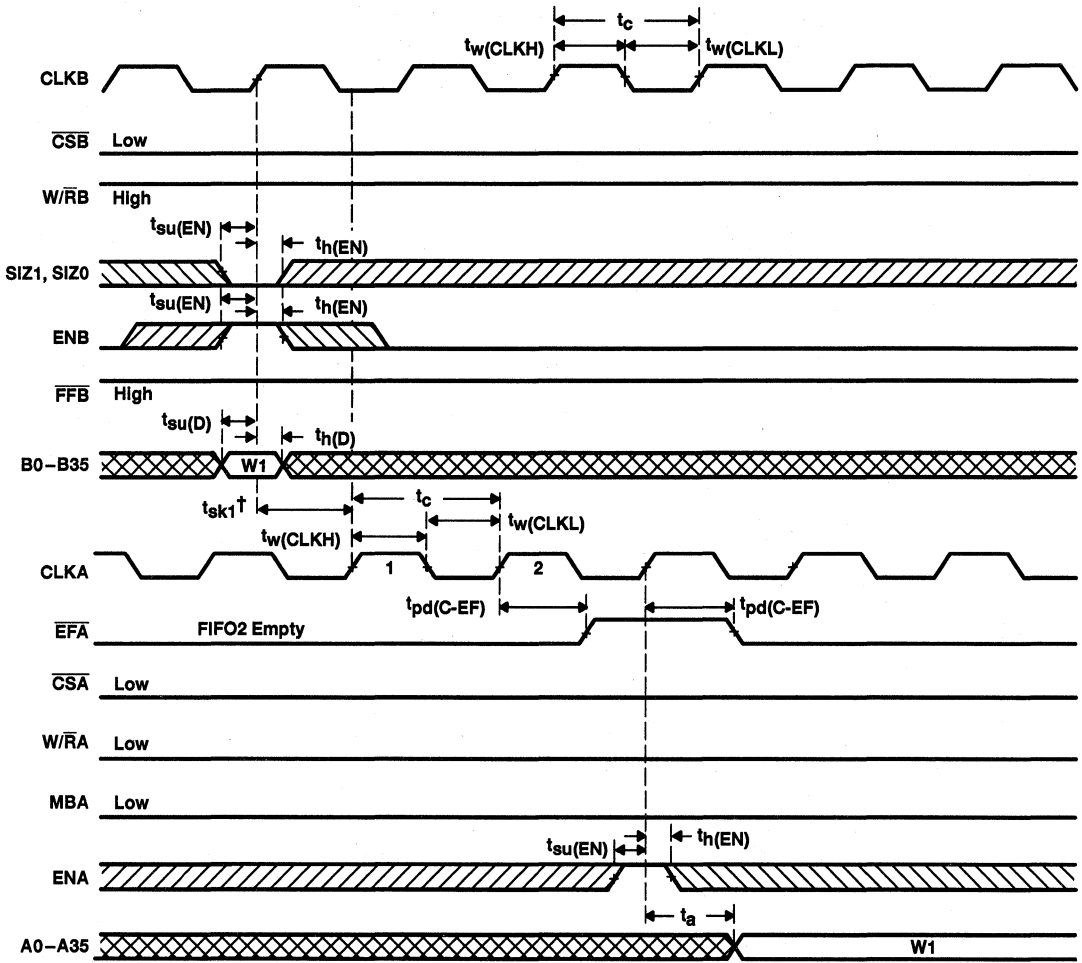 tc
tw(CLKH) tw(CLKL)
CLKB
CSB Low
W/RB High
tsu(EN) th(EN)
SIZ1, SIZ0
tsu(EN) th(EN)
ENB
FFB High
tsu(D) th(D)
B0–B35 W1
tsk1† tc
tw(CLKH) tw(CLKL)
CLKA 1 2
tpd(C-EF) tpd(C-EF)
EFA FIFO2 Empty
CSA Low
W/RA Low
MBA Low
tsu(EN) th(EN)
ENA
ta
A0–A35 W1